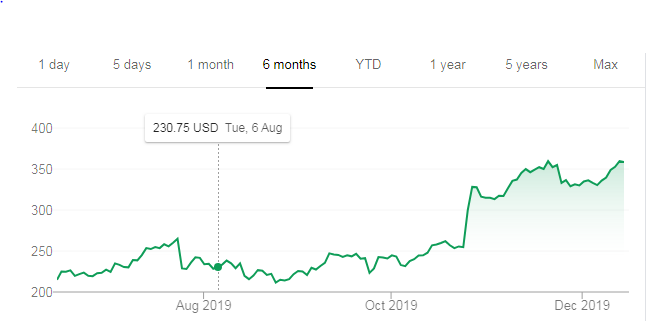 1 day 5 days 1 month 6 months YTD 1 year 5 years Max
400
230.75 USD Tue, 6 Aug
350
300
250
200
Aug 2019 Oct 2019 Dec 2019